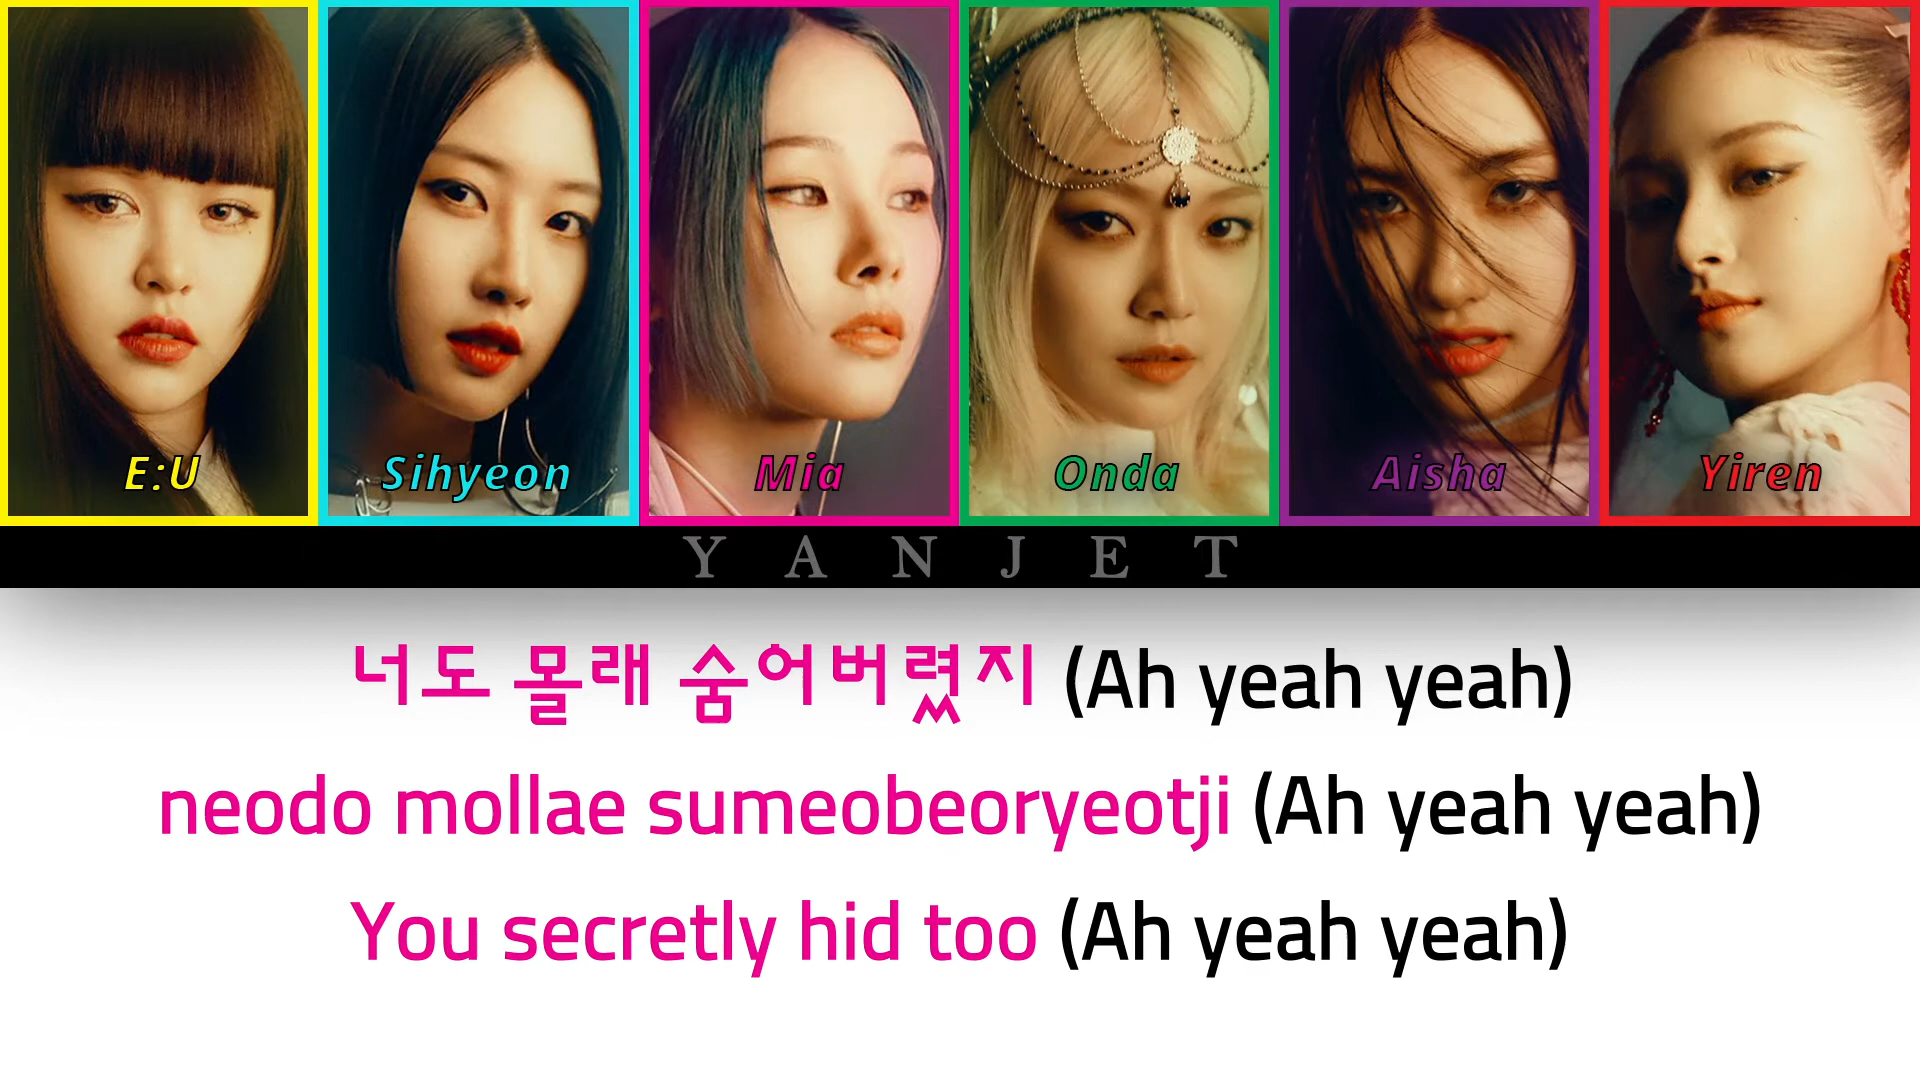 E:U
Sihyeon
Mia
Onda
Aisha
Yiren
YANJET
너도 몰래 숨어버렸지 (Ah yeah yeah)
neodo mollae sumeobeoryeotji (Ah yeah yeah)
You secretly hid too (Ah yeah yeah)